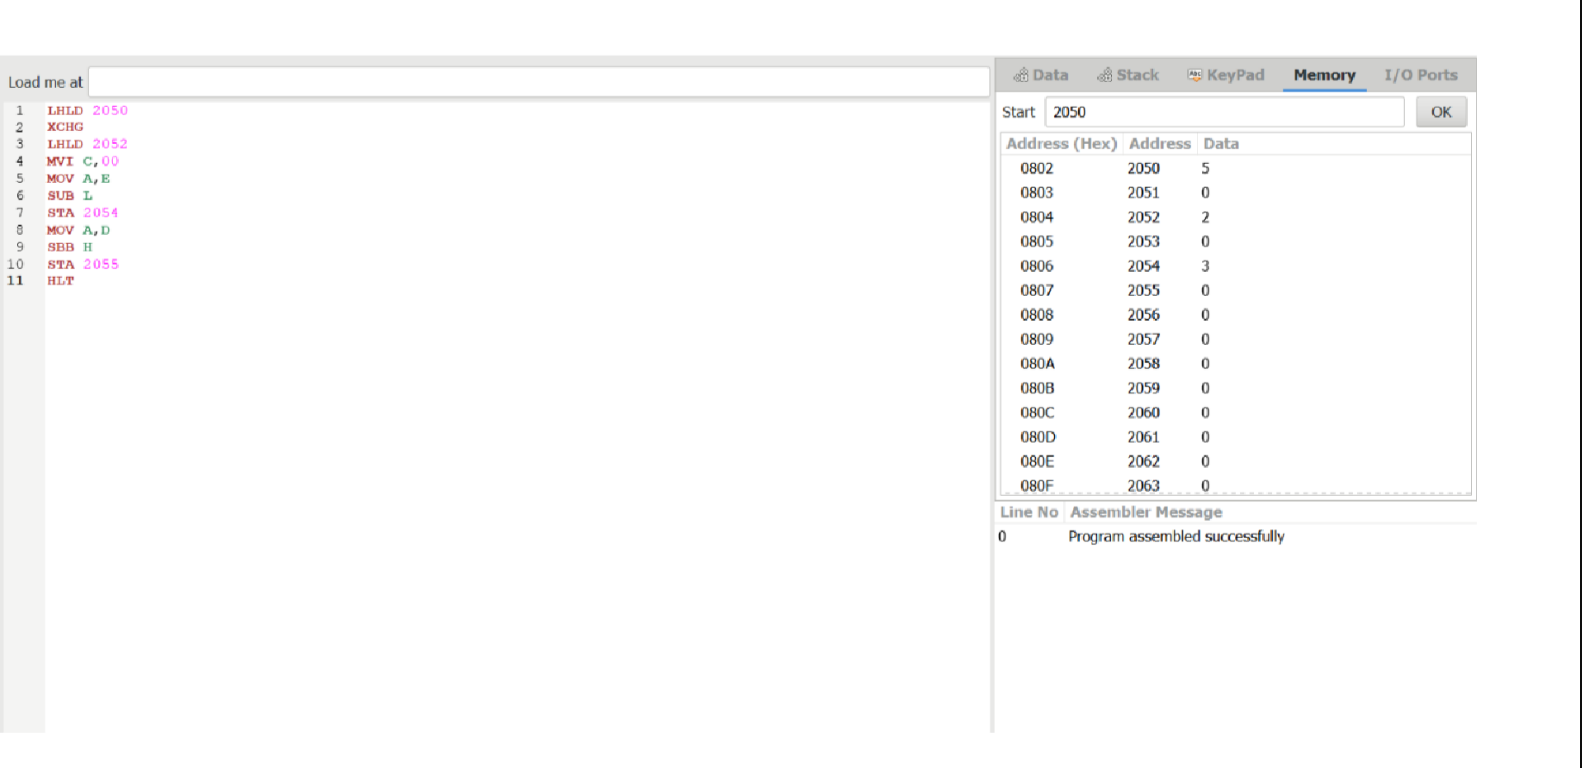 Load me at
1 LHLD 2050
2 XCHG
3 LHLD 2052
4 MVI C,00
5 MOV A,E
6 SUB L
7 STA 2054
8 MOV A,D
9 SBB H
10 STA 2055
11 HLT
Data Stack KeyPad Memory I/O Ports
Start 2050 OK
Address (Hex) Address Data
0802 2050 5
0803 2051 0
0804 2052 2
0805 2053 0
0806 2054 3
0807 2055 0
0808 2056 0
0809 2057 0
080A 2058 0
080B 2059 0
080C 2060 0
080D 2061 0
080E 2062 0
080F 2063 0
Line No Assembler Message
0 Program assembled successfully